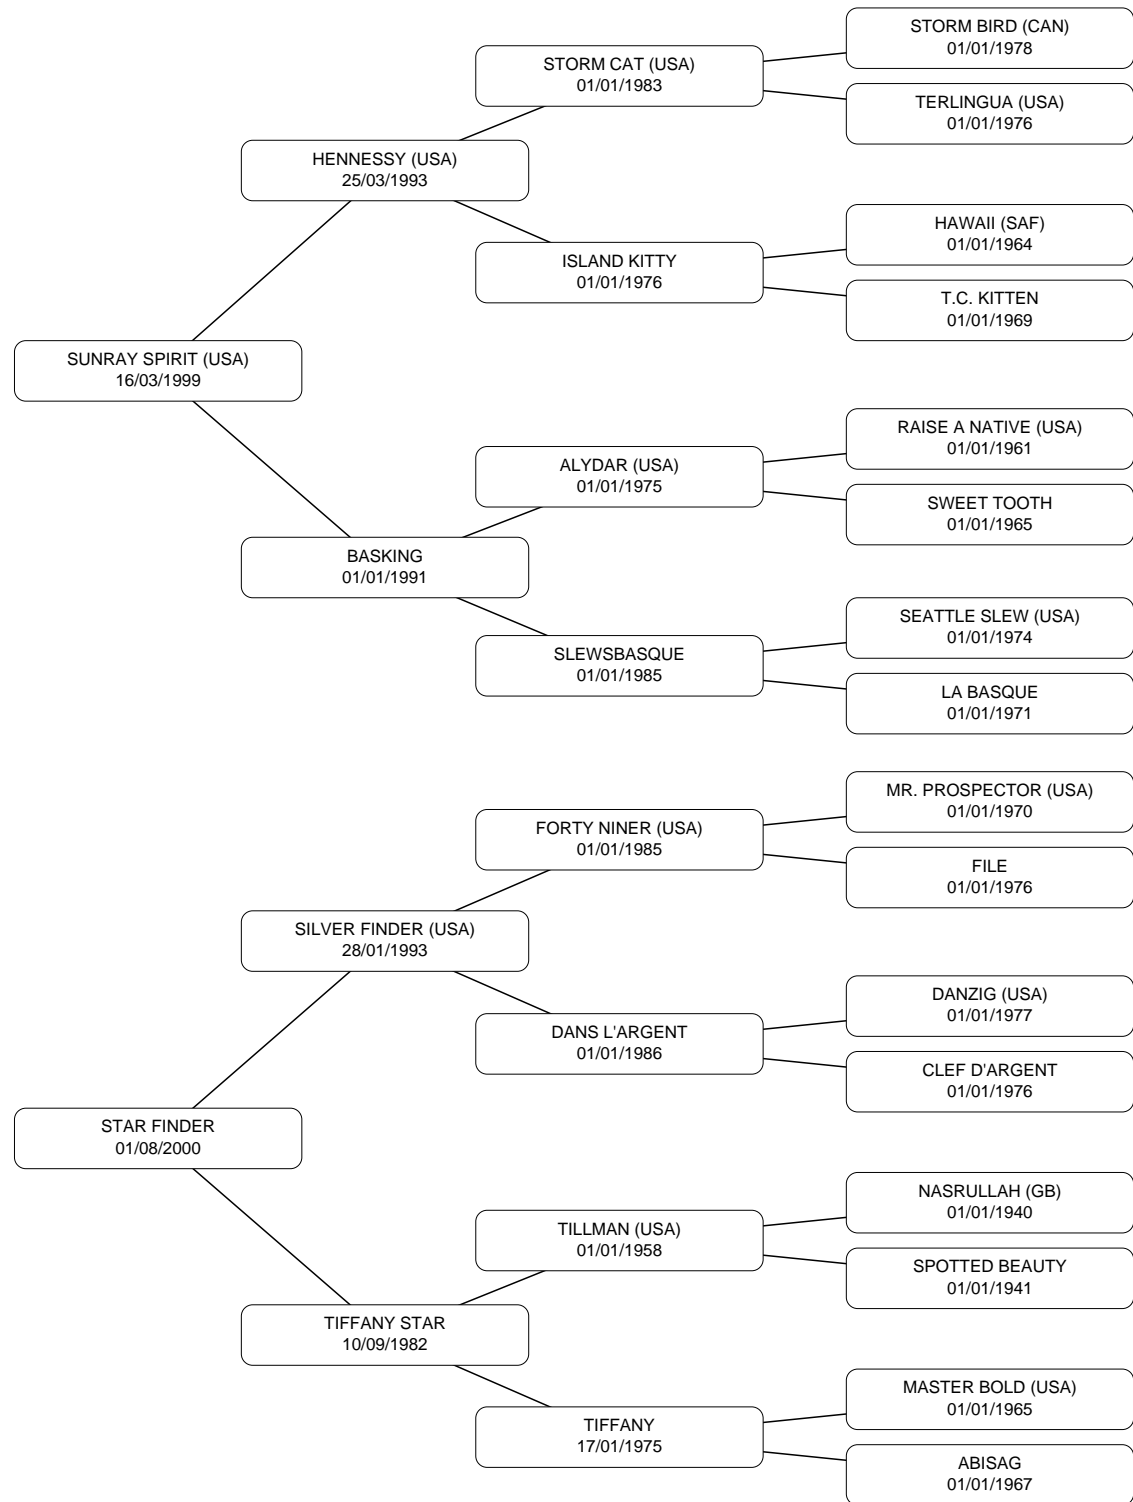 STORM BIRD (CAN)
01/01/1978
STORM CAT (USA)
01/01/1983
TERLINGUA (USA)
01/01/1976
HENNESSY (USA)
25/03/1993
HAWAII (SAF)
01/01/1964
ISLAND KITTY
01/01/1976
T.C. KITTEN
01/01/1969
SUNRAY SPIRIT (USA)
16/03/1999
RAISE A NATIVE (USA)
01/01/1961
ALYDAR (USA)
01/01/1975
SWEET TOOTH
01/01/1965
BASKING
01/01/1991
SEATTLE SLEW (USA)
01/01/1974
SLEWSBASQUE
01/01/1985
LA BASQUE
01/01/1971
MR. PROSPECTOR (USA)
01/01/1970
FORTY NINER (USA)
01/01/1985
FILE
01/01/1976
SILVER FINDER (USA)
28/01/1993
DANZIG (USA)
01/01/1977
DANS L'ARGENT
01/01/1986
CLEF D'ARGENT
01/01/1976
STAR FINDER
01/08/2000
NASRULLAH (GB)
01/01/1940
TILLMAN (USA)
01/01/1958
SPOTTED BEAUTY
01/01/1941
TIFFANY STAR
10/09/1982
MASTER BOLD (USA)
01/01/1965
TIFFANY
17/01/1975
ABISAG
01/01/1967